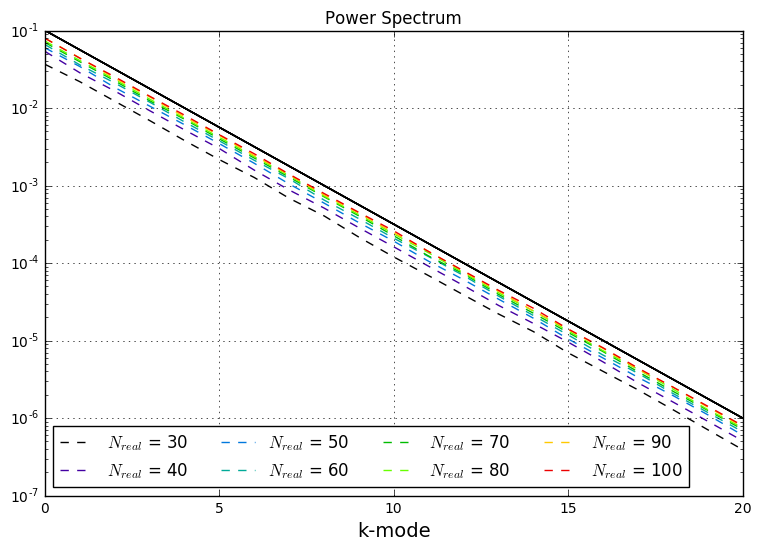 Power Spectrum
10^-1
10^-2
10^-3
10^-4
10^-5
10^-6
10^-7
N_real = 30 N_real = 50 N_real = 70 N_real = 90
N_real = 40 N_real = 60 N_real = 80 N_real = 100
0 5 10 15 20
k-mode